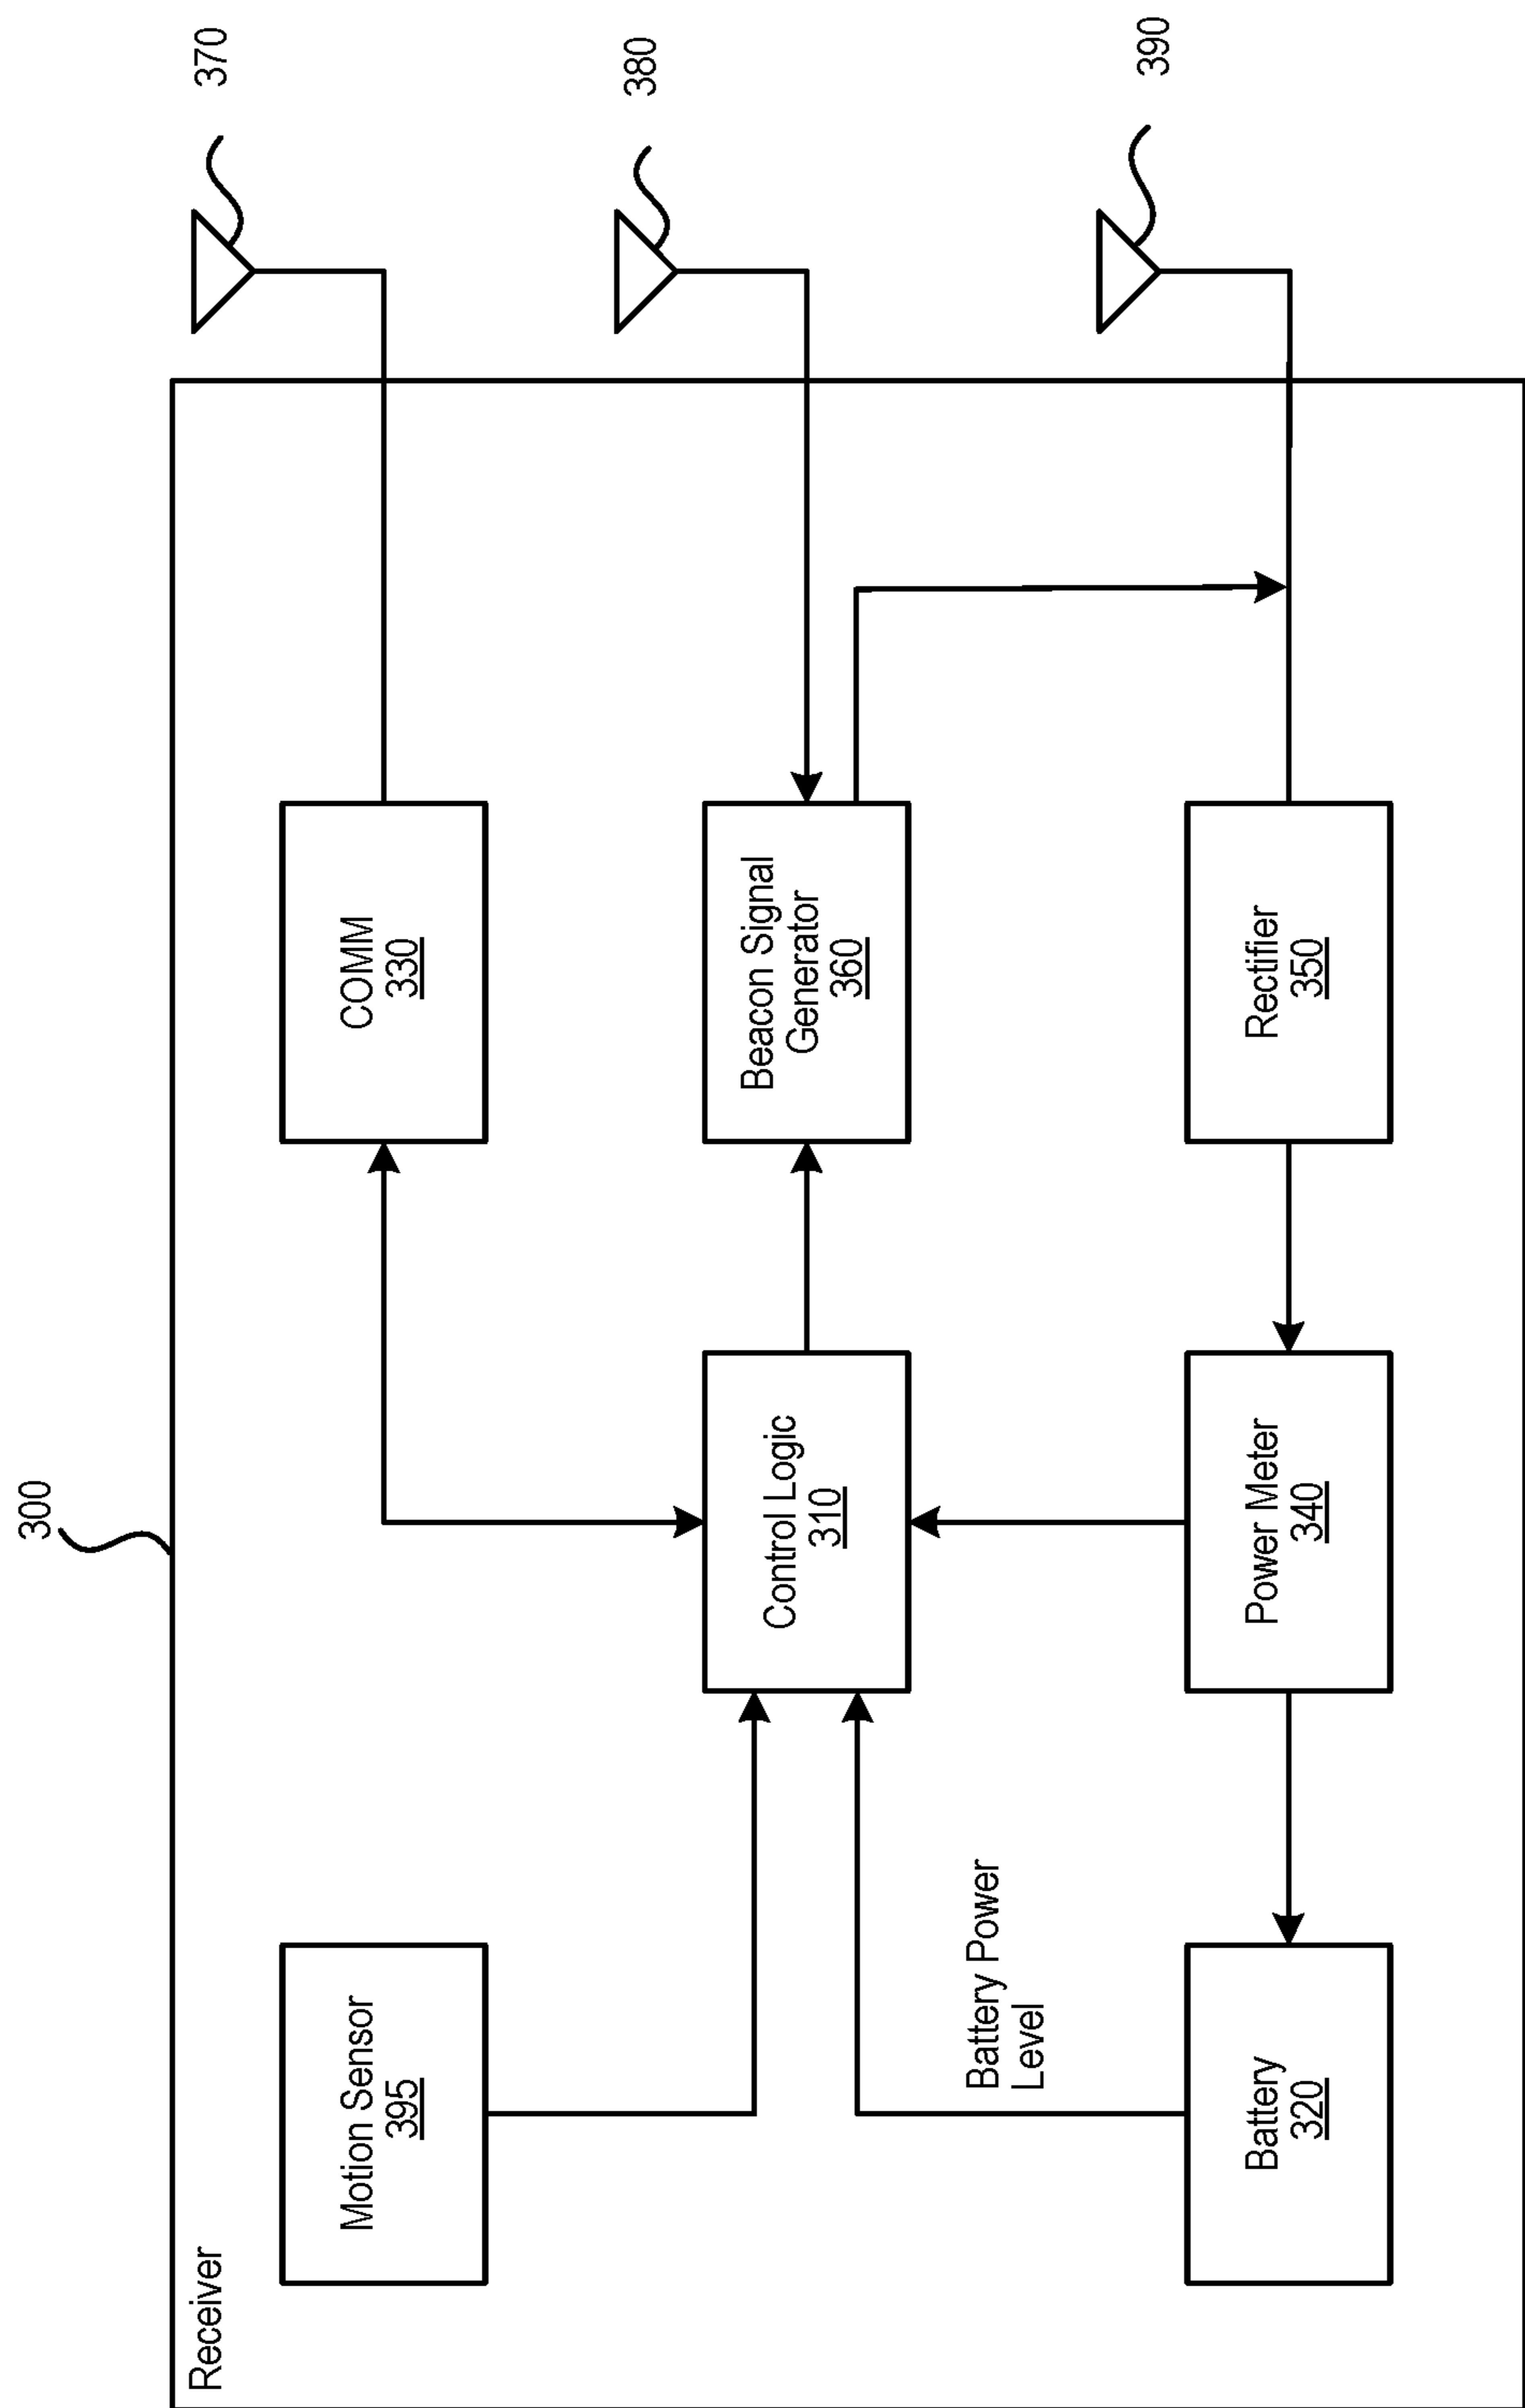 300
Receiver
Motion Sensor
395
COMM
330
370
Control Logic
310
Beacon Signal
Generator
360
380
Battery Power
Level
Battery
320
Power Meter
340
Rectifier
350
390